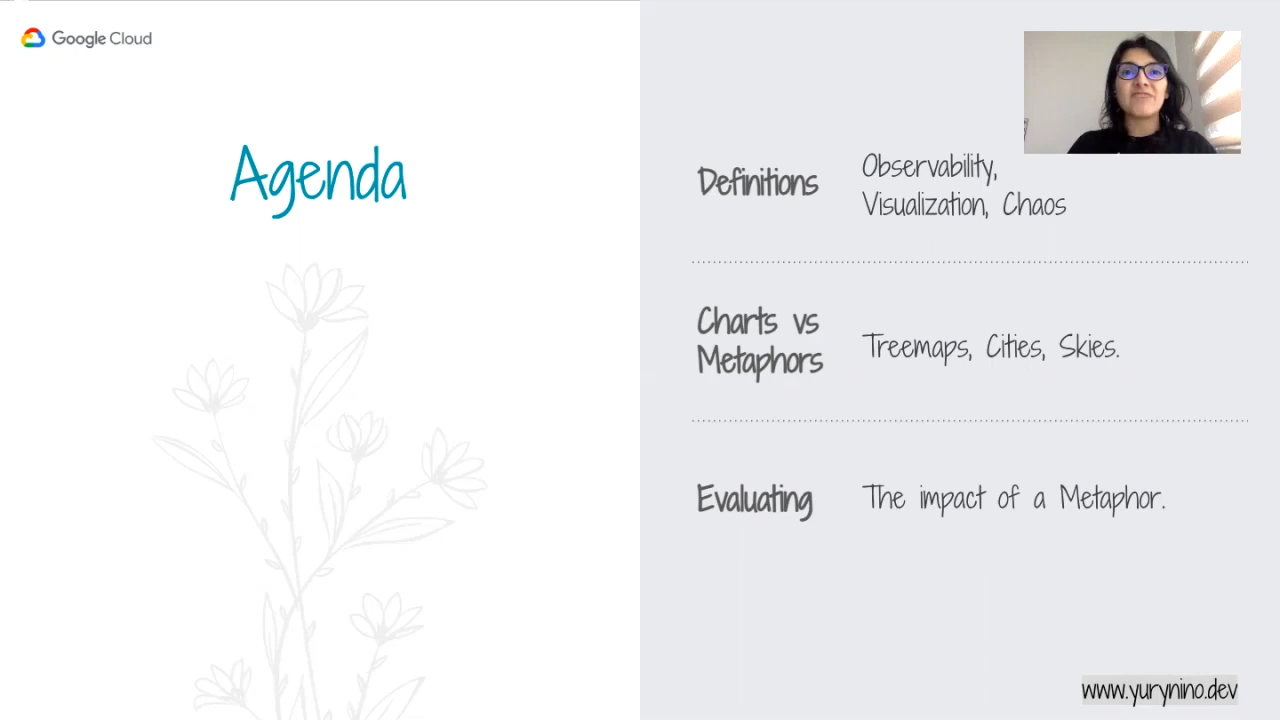 Google Cloud
Agenda
Definitions
Observability,
Visualization, Chaos
Charts vs
Metaphors
Treemaps, Cities, Skies.
Evaluating
The impact of a Metaphor.
www.yurynino.dev